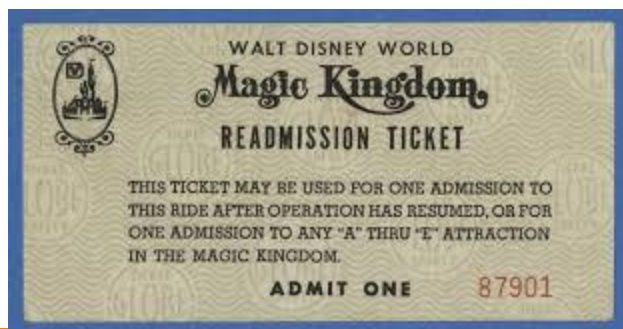 WALT DISNEY WORLD
Magic Kingdom
READMISSION TICKET
THIS TICKET MAY BE USED FOR ONE ADMISSION TO
THIS RIDE AFTER OPERATION HAS RESUMED, OR FOR
ONE ADMISSION TO ANY "A" THRU "E" ATTRACTION
IN THE MAGIC KINGDOM.
ADMIT ONE 87901
GLOBE